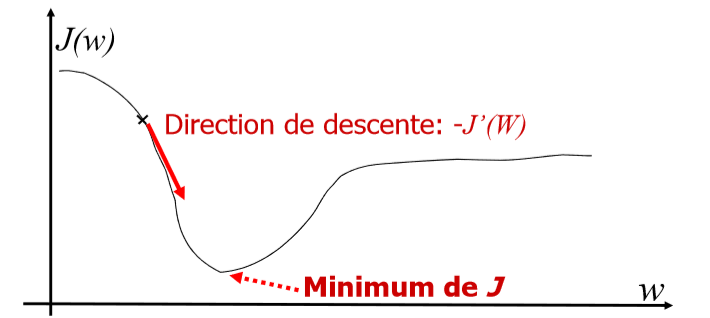 J(w)
Direction de descente: -J’(W)
Minimum de J
w